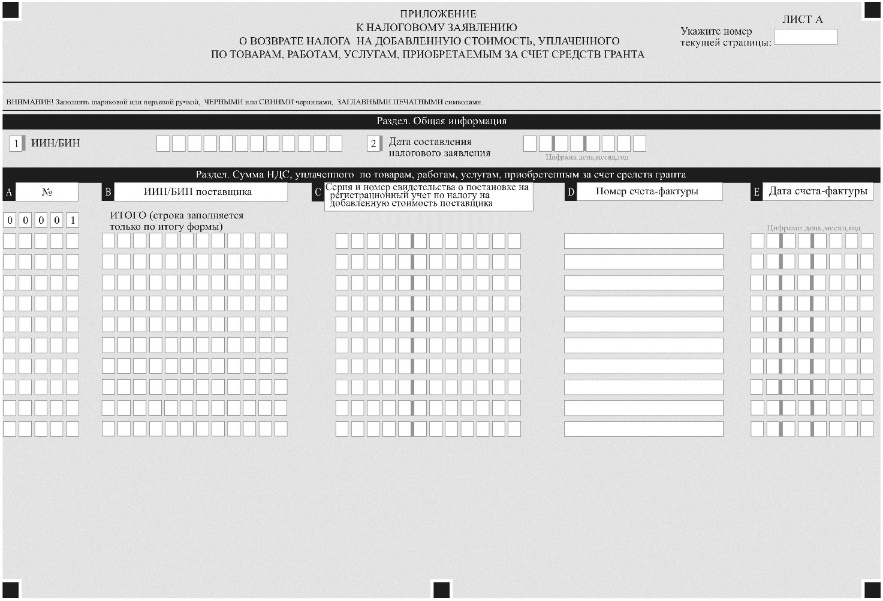 ПРИЛОЖЕНИЕ
К НАЛОГОВОМУ ЗАЯВЛЕНИЮ
О ВОЗВРАТЕ НАЛОГА НА ДОБАВЛЕННУЮ СТОИМОСТЬ, УПЛАЧЕННОГО
ПО ТОВАРАМ, РАБОТАМ, УСЛУГАМ, ПРИОБРЕТАЕМЫМ ЗА СЧЕТ СРЕДСТВ ГРАНТА
ЛИСТ А
Укажите номер
текущей страницы:
ВНИМАНИЕ! Заполнять шариковой или перьевой ручкой, ЧЕРНЫМИ или СИНИМИ чернилами, ЗАГЛАВНЫМИ ПЕЧАТНЫМИ символами.
Раздел. Общая информация
1 ИИН/БИН
2 Дата составления
налогового заявления
Цифрами день,месяц,год
Раздел. Сумма НДС, уплаченного по товарам, работам, услугам, приобретенным за счет средств гранта
A №
B ИИН/БИН поставщика
C Серия и номер свидетельства о постановке на
регистрационный учет по налогу на
добавленную стоимость поставщика
D Номер счета-фактуры
E Дата счета-фактуры
0 0 0 0 1
ИТОГО (строка заполняется
только по итогу формы)
Цифрами день,месяц,год